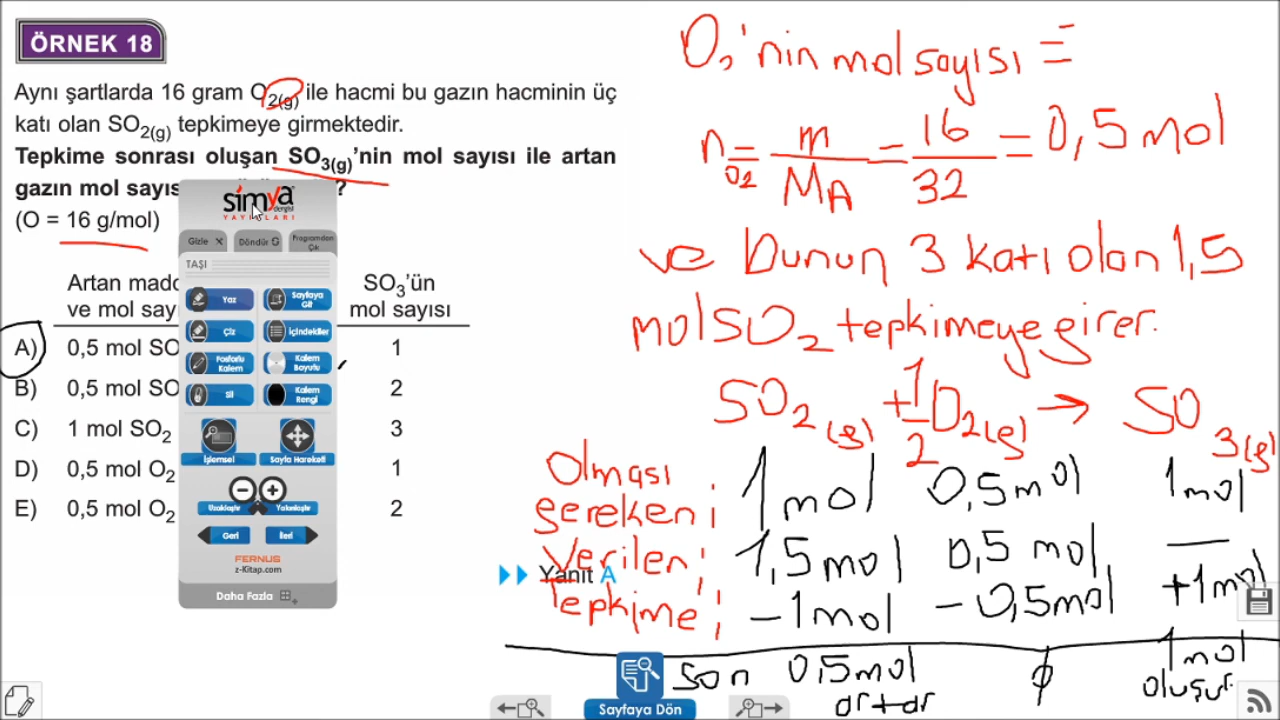 ÖRNEK 18
Aynı şartlarda 16 gram O2(g) ile hacmi bu gazın hacminin üç
katı olan SO2(g) tepkimeye girmektedir.
Tepkime sonrası oluşan SO3(g)'nin mol sayısı ile artan
gazın mol sayıs ?
(O = 16 g/mol)
Artan madd SO3'ün
ve mol sayı mol sayısı
A) 0,5 mol SO 1
B) 0,5 mol SO 2
C) 1 mol SO2 3
D) 0,5 mol O2 1
E) 0,5 mol O2 2
simya
dergisi
YAYINLARI
Gizle Döndür Programdan Çık
TAŞI
Yaz Sayfaya Git
Çiz İçindekiler
Fosforlu Kalem Kalem Boyutu
Sil Kalem Rengi
İşlemsel Sayfa Hareketi
Uzaklaştır Yakınlaştır
Geri İleri
FERNUS
z-Kitap.com
Daha Fazla
O2'nin mol sayısı =
nO2 = m/MA = 16/32 = 0,5 mol
ve bunun 3 katı olan 1,5
mol SO2 tepkimeye girer.
SO2(g) + 1/2 O2(g) → SO3(g)
Olması
gereken; 1 mol 0,5 mol 1 mol
Verilen; 1,5 mol 0,5 mol —
Yanıt A
Tepkime; – 1 mol – 0,5 mol +1 mol
son 0,5 mol artar ϕ 1 mol oluşur.
Sayfaya Dön